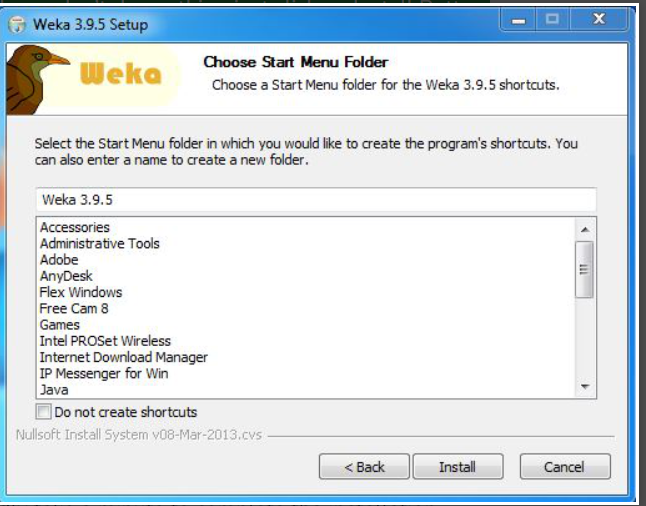 Weka 3.9.5 Setup
Weka
Choose Start Menu Folder
Choose a Start Menu folder for the Weka 3.9.5 shortcuts.
Select the Start Menu folder in which you would like to create the program's shortcuts. You
can also enter a name to create a new folder.
Weka 3.9.5
Accessories
Administrative Tools
Adobe
AnyDesk
Flex Windows
Free Cam 8
Games
Intel PROSet Wireless
Internet Download Manager
IP Messenger for Win
Java
Do not create shortcuts
Nullsoft Install System v08-Mar-2013.cvs
< Back
Install
Cancel